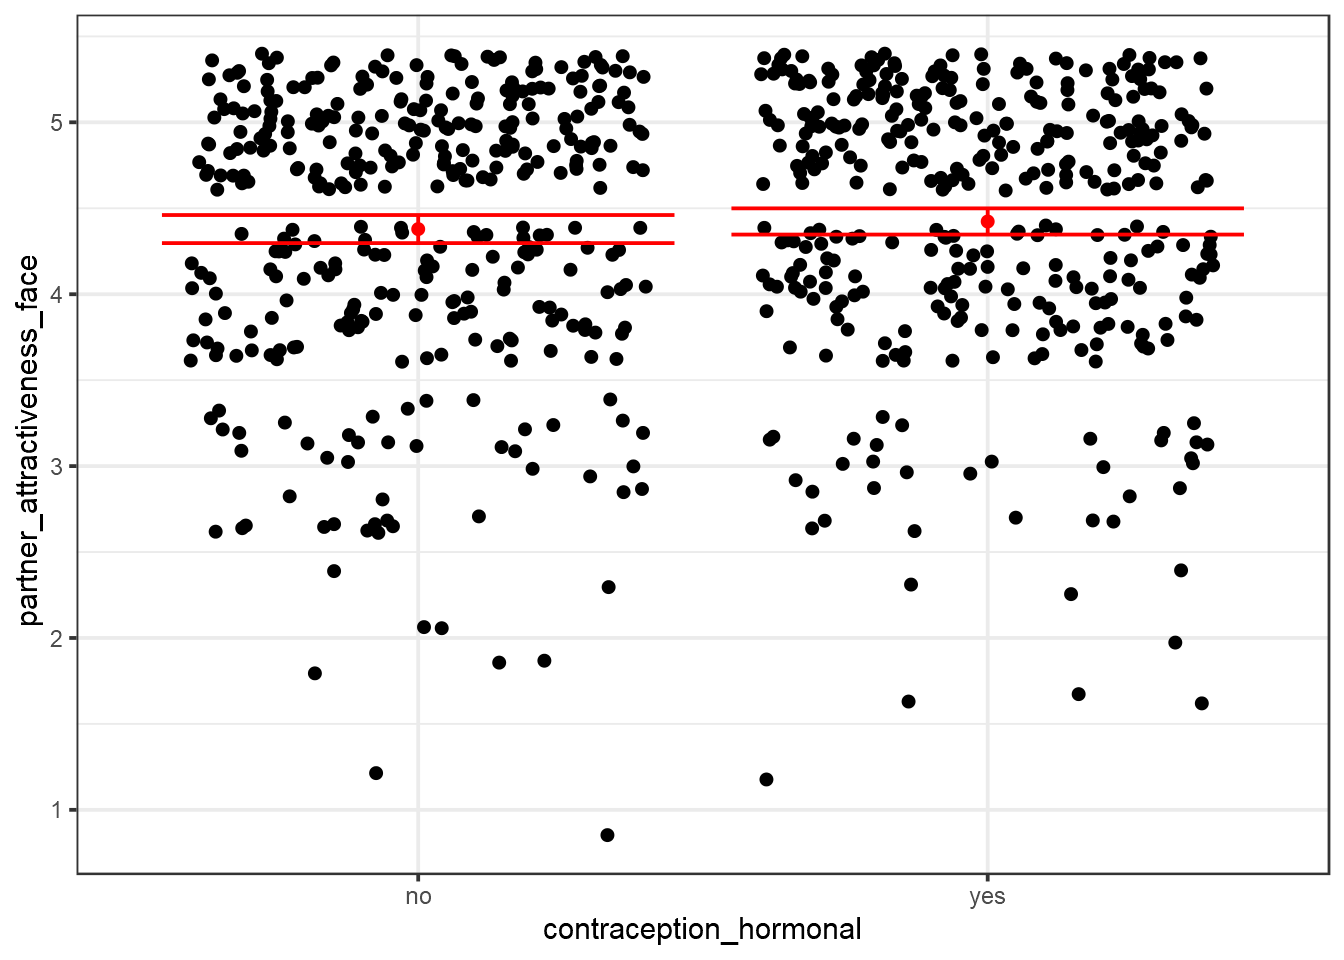 partner_attractiveness_face
5
4
3
2
1
no
yes
contraception_hormonal